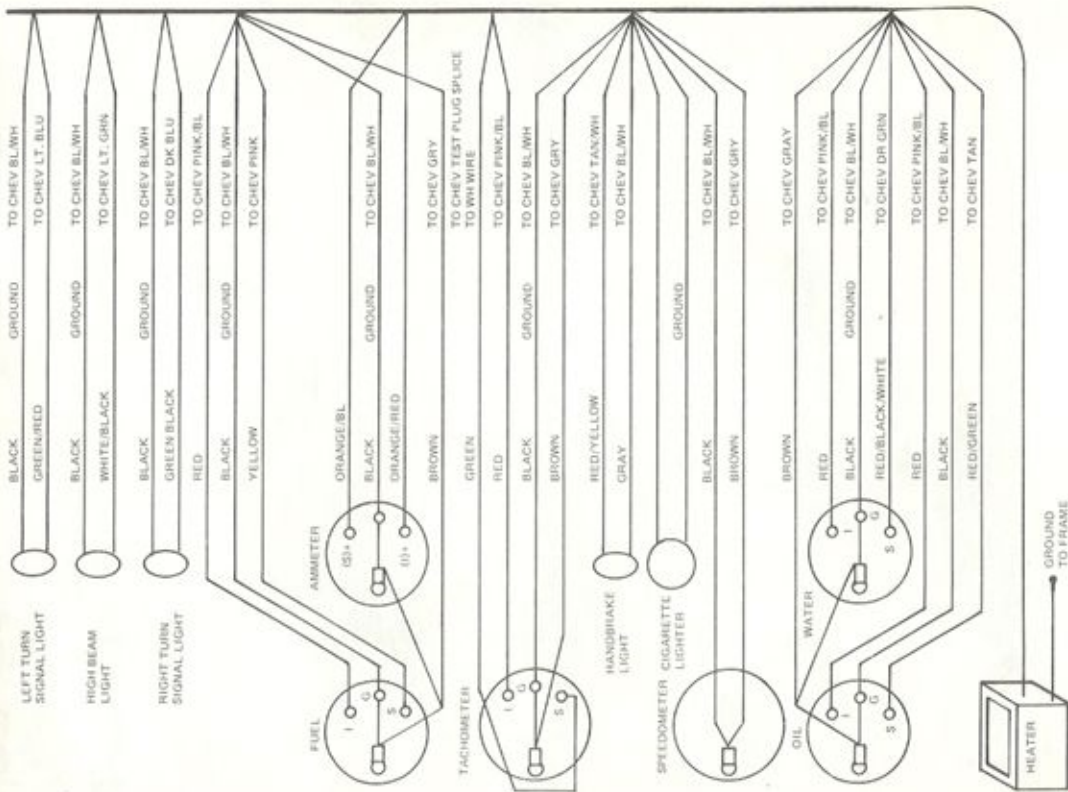 TO CHEV BL/WH
TO CHEV LT. BLU
TO CHEV BL/WH
TO CHEV LT. GRN
TO CHEV BL/WH
TO CHEV DK BLU
TO CHEV PINK/BL
TO CHEV BL/WH
TO CHEV PINK
TO CHEV BL/WH
TO CHEV GRY
TO CHEV TEST PLUG SPLICE
TO WH WIRE
TO CHEV PINK/BL
TO CHEV BL/WH
TO CHEV GRY
TO CHEV TAN/WH
TO CHEV BL/WH
TO CHEV BL/WH
TO CHEV GRY
TO CHEV GRAY
TO CHEV PINK/BL
TO CHEV BL/WH
TO CHEV DR GRN
TO CHEV PINK/BL
TO CHEV BL/WH
TO CHEV TAN
GROUND
GROUND
GROUND
GROUND
GROUND
GROUND
GROUND
GROUND
BLACK
GREEN/RED
BLACK
WHITE/BLACK
BLACK
GREEN BLACK
RED
BLACK
YELLOW
ORANGE/BL
BLACK
ORANGE/RED
BROWN
GREEN
RED
BLACK
BROWN
RED/YELLOW
GRAY
BLACK
BROWN
BROWN
RED
BLACK
RED/BLACK/WHITE
RED
BLACK
RED/GREEN
LEFT TURN
SIGNAL LIGHT
HIGH BEAM
LIGHT
RIGHT TURN
SIGNAL LIGHT
AMMETER
(S)+
(I)+
HANDBRAKE
LIGHT
CIGARETTE
LIGHTER
WATER
I
G
S
GROUND
TO FRAME
FUEL
I
G
S
TACHOMETER
I
G
S
SPEEDOMETER
OIL
I
G
S
HEATER